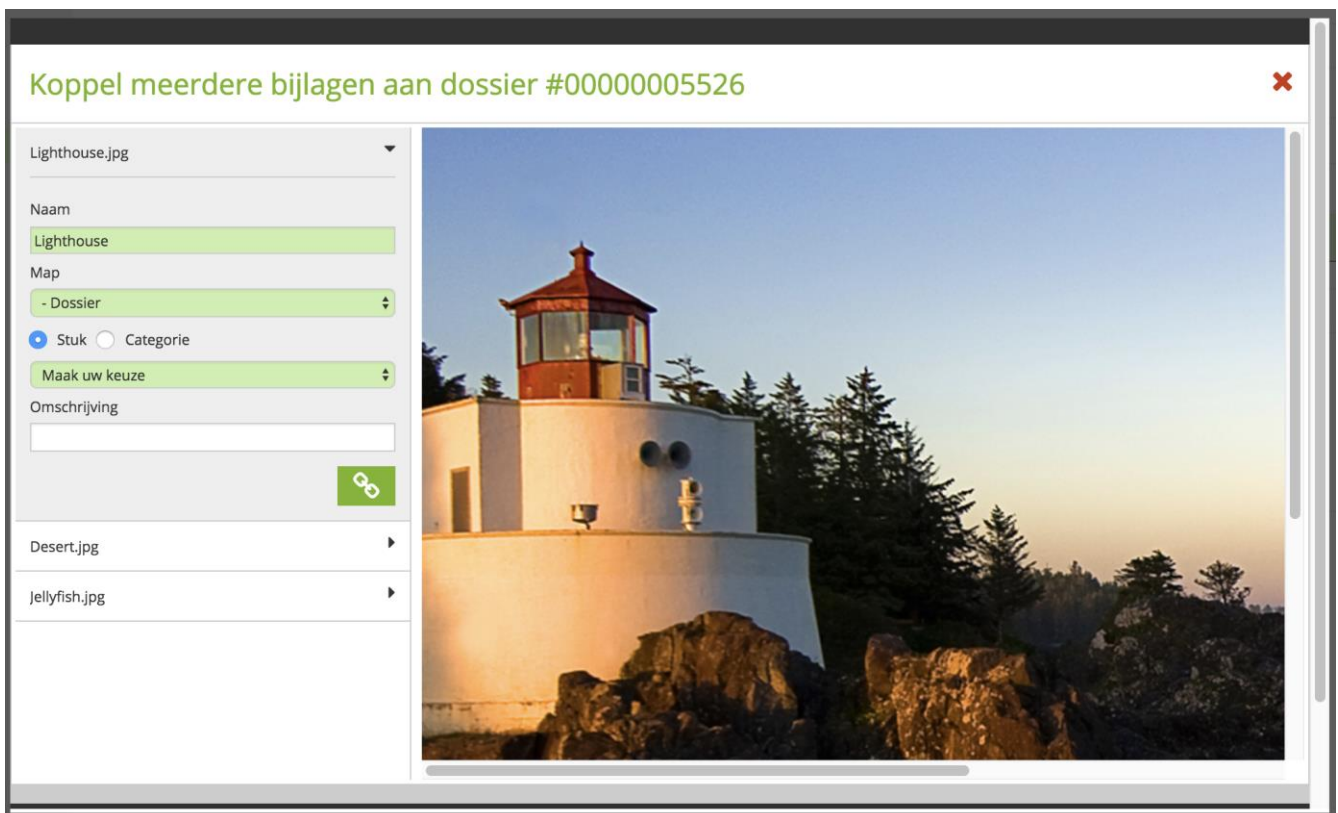 Koppel meerdere bijlagen aan dossier #00000005526
Lighthouse.jpg
Naam
Lighthouse
Map
- Dossier
Stuk Categorie
Maak uw keuze
Omschrijving
Desert.jpg
Jellyfish.jpg